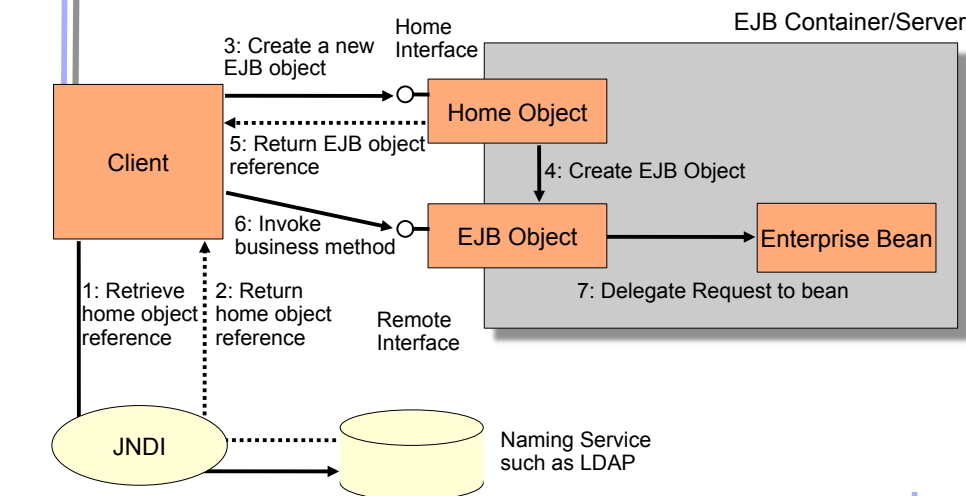 EJB Container/Server
Home
Interface
3: Create a new
EJB object
Home Object
5: Return EJB object
reference
Client
4: Create EJB Object
6: Invoke
business method
EJB Object
Enterprise Bean
7: Delegate Request to bean
1: Retrieve
home object
reference
2: Return
home object
reference
Remote
Interface
JNDI
Naming Service
such as LDAP